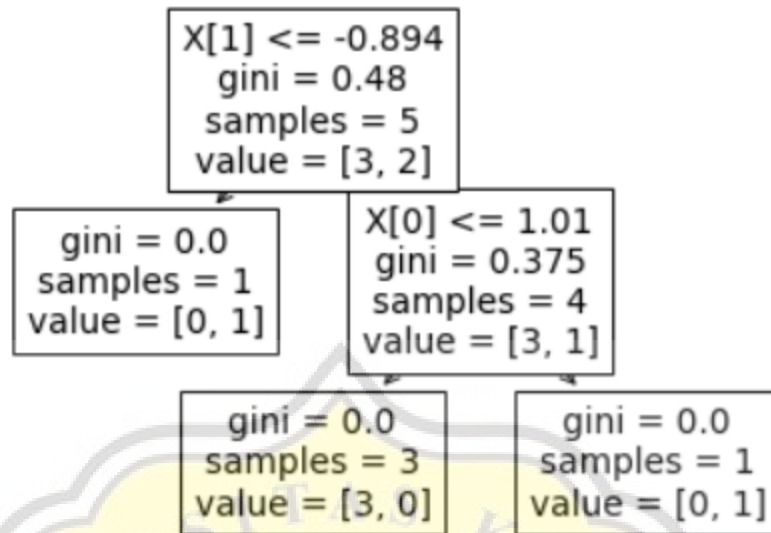 X[1] <= -0.894
gini = 0.48
samples = 5
value = [3, 2]
gini = 0.0
samples = 1
value = [0, 1]
X[0] <= 1.01
gini = 0.375
samples = 4
value = [3, 1]
gini = 0.0
samples = 3
value = [3, 0]
gini = 0.0
samples = 1
value = [0, 1]